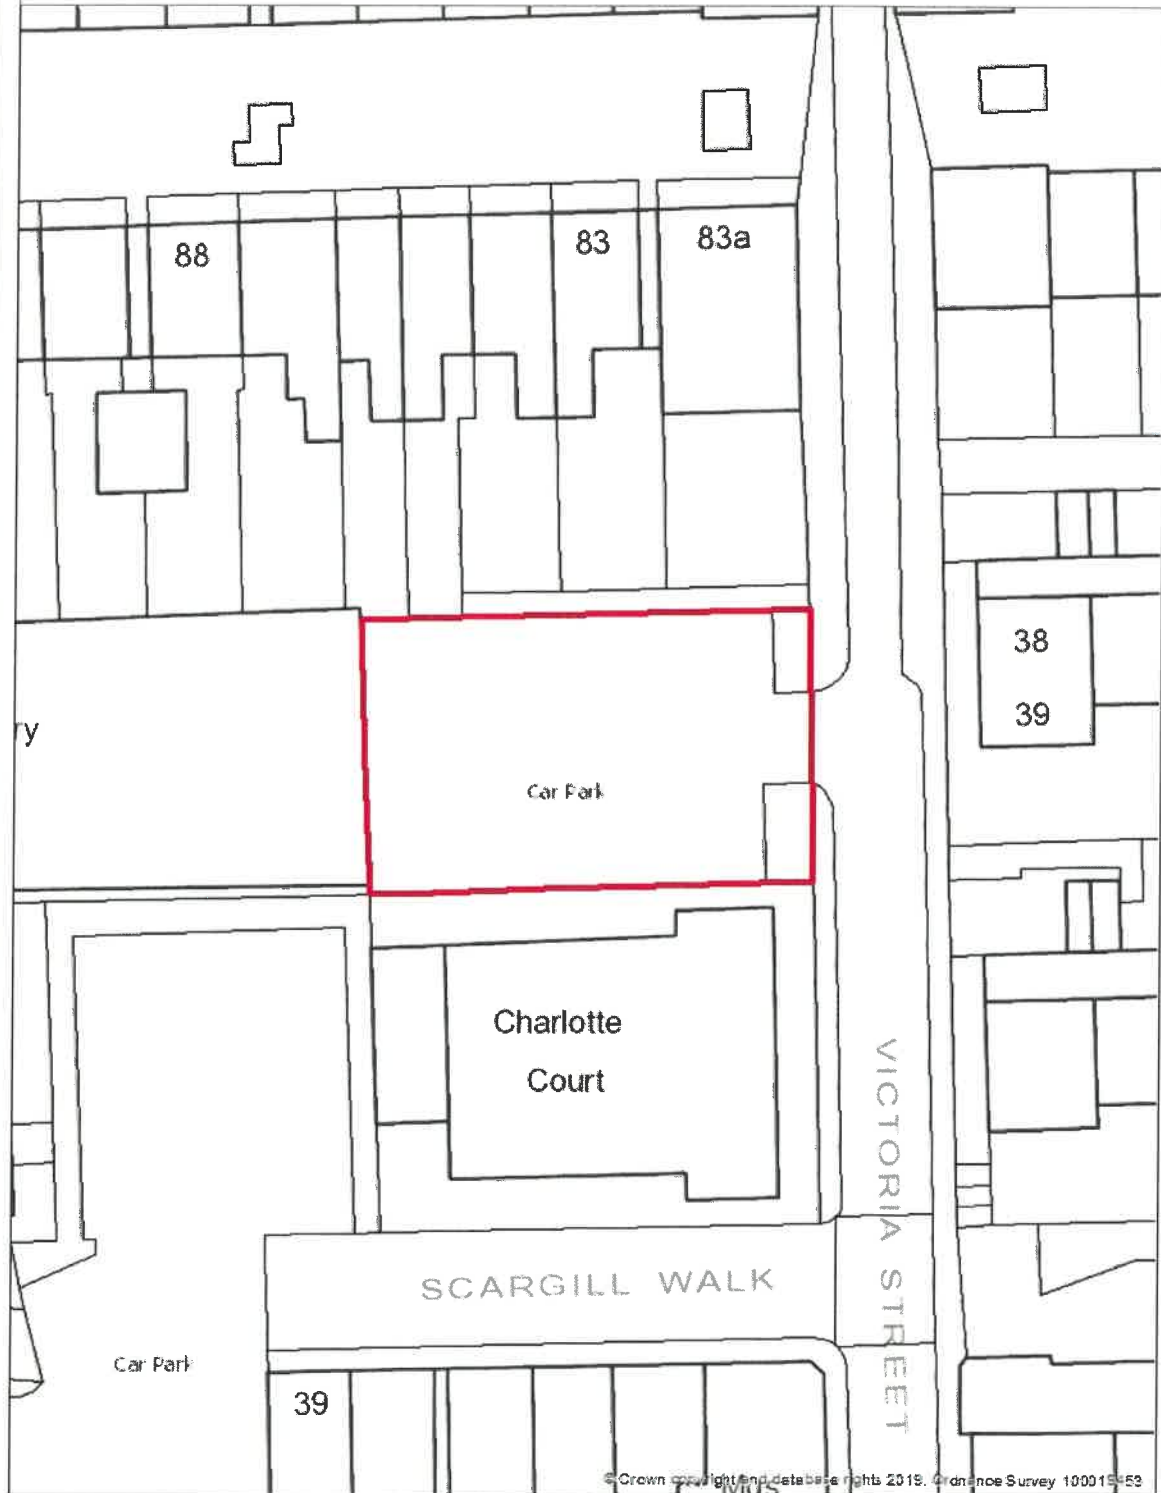 88
83
83a
38
39
ry
Car Park
Charlotte
Court
VICTORIA STREET
SCARGILL WALK
Car Park
39
© Crown copyright and database rights 2019. Ordnance Survey 100019453